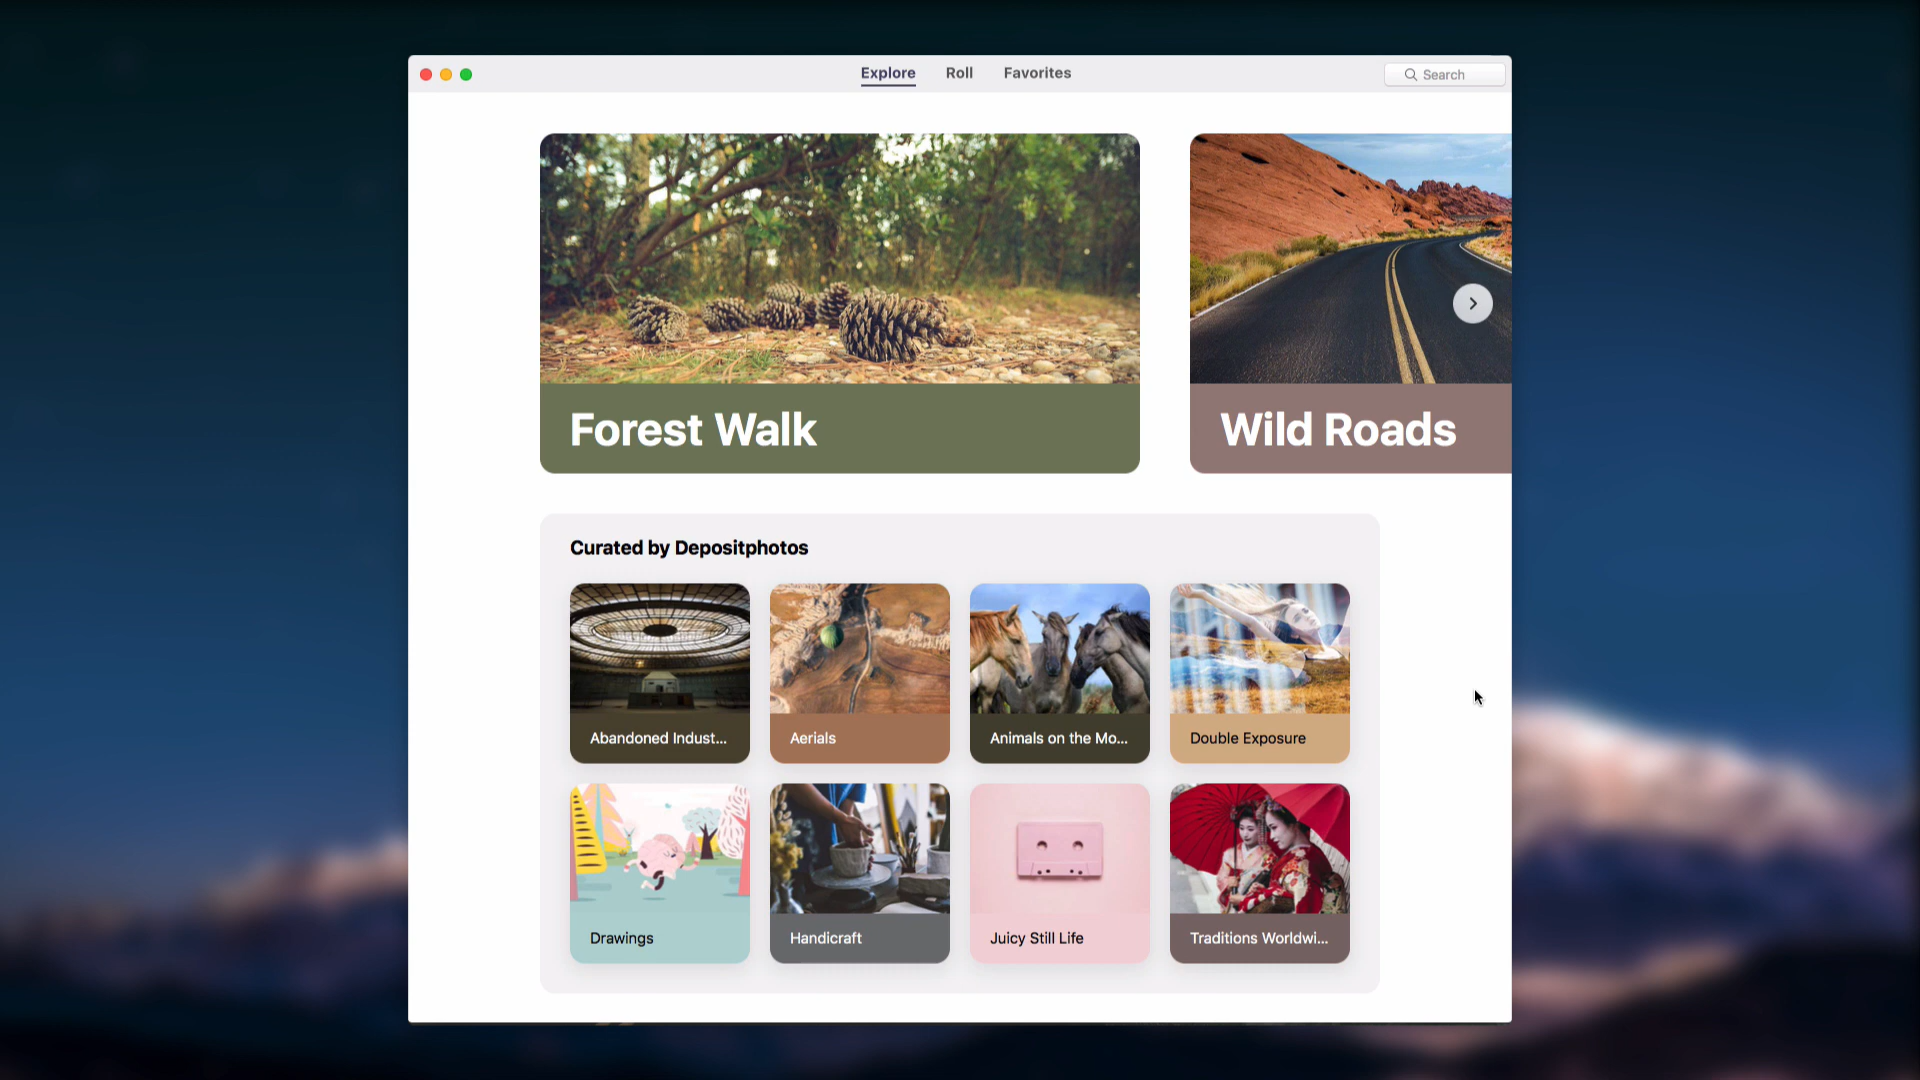 Explore Roll Favorites Search
Forest Walk
Wild Roads
Curated by Depositphotos
Abandoned Indust...
Aerials
Animals on the Mo...
Double Exposure
Drawings
Handicraft
Juicy Still Life
Traditions Worldwi...